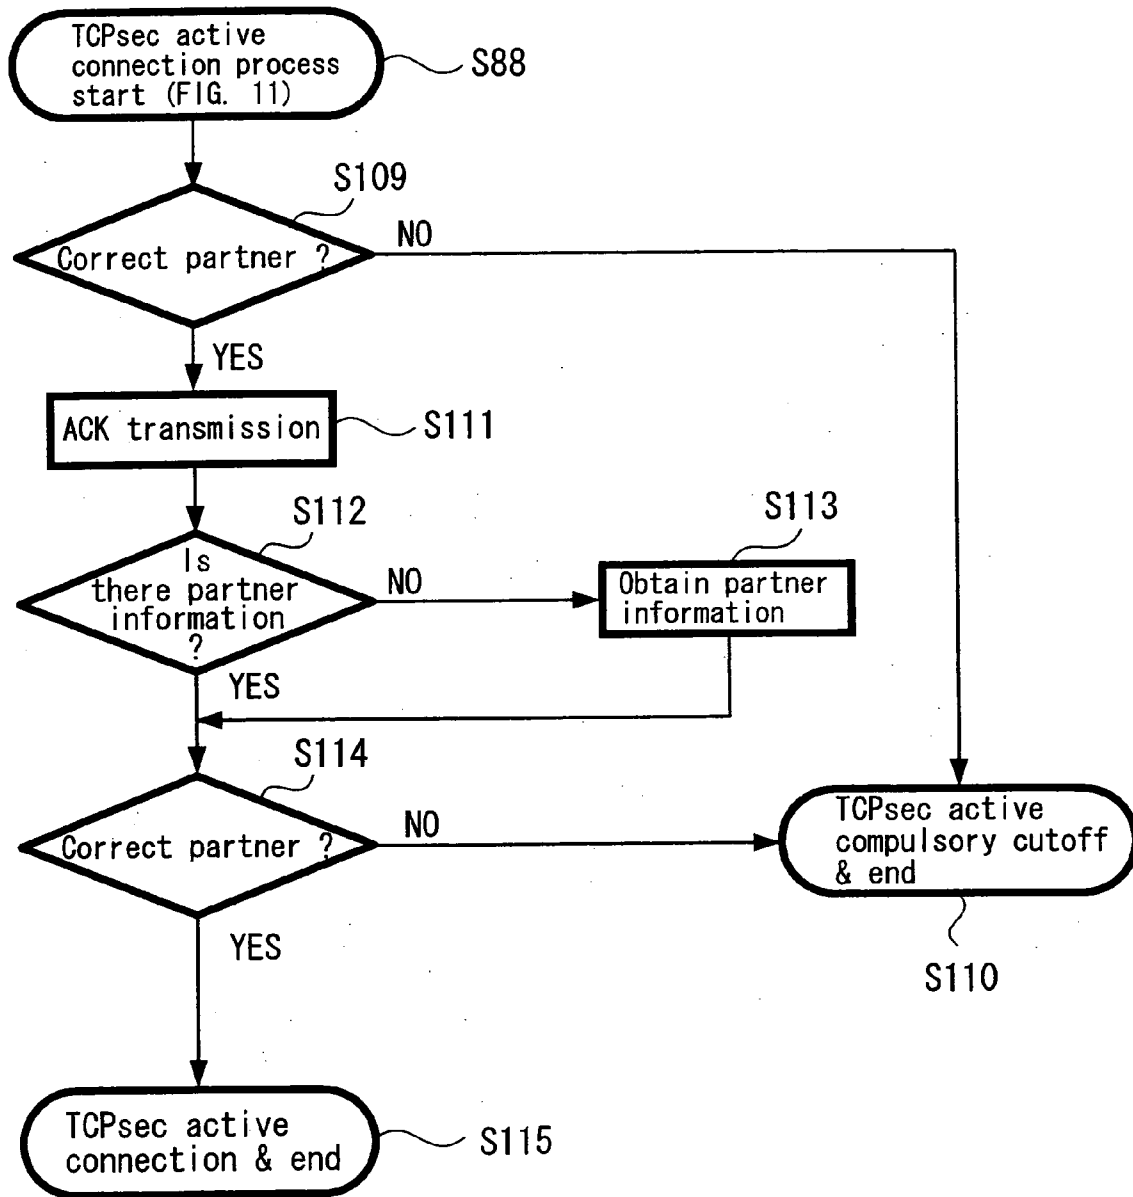 TCPsec active
connection process
start (FIG. 11)
S88
S109
Correct partner ?
NO
YES
ACK transmission
S111
S112
Is
there partner
information
?
NO
YES
S113
Obtain partner
information
S114
Correct partner ?
NO
YES
TCPsec active
compulsory cutoff
& end
S110
TCPsec active
connection & end
S115